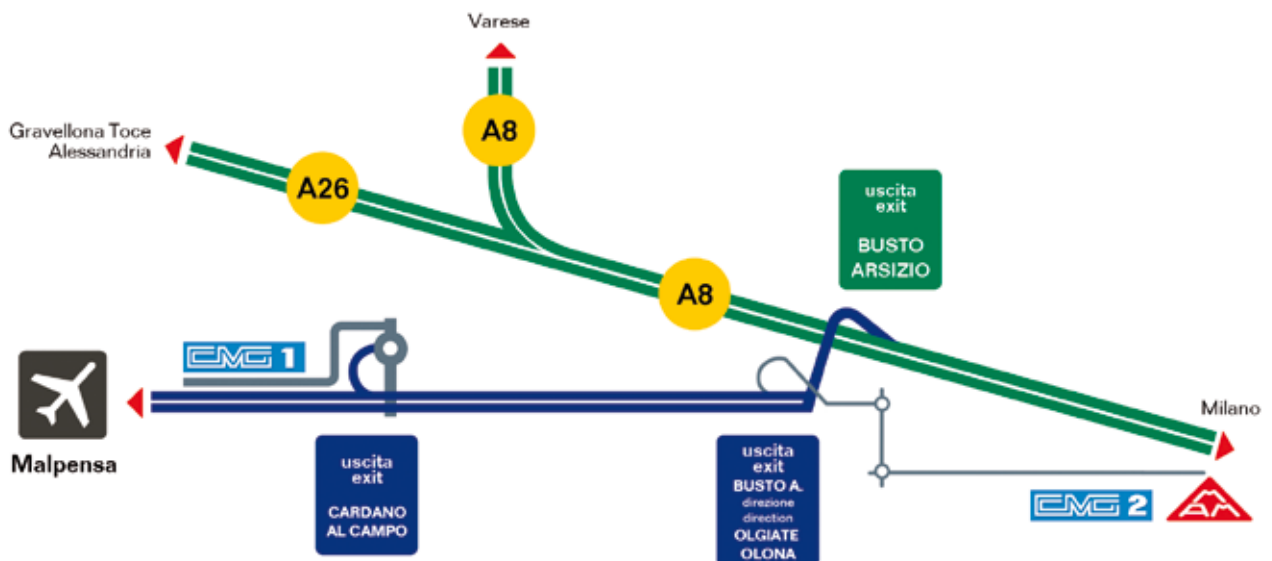 Varese
A8
Gravellona Toce
Alessandria
A26
uscita
exit
BUSTO
ARSIZIO
A8
CMG 1
Malpensa
Milano
uscita
exit
CARDANO
AL CAMPO
uscita
exit
BUSTO A.
direzione
direction
OLGIATE
OLONA
CMG 2
MAM